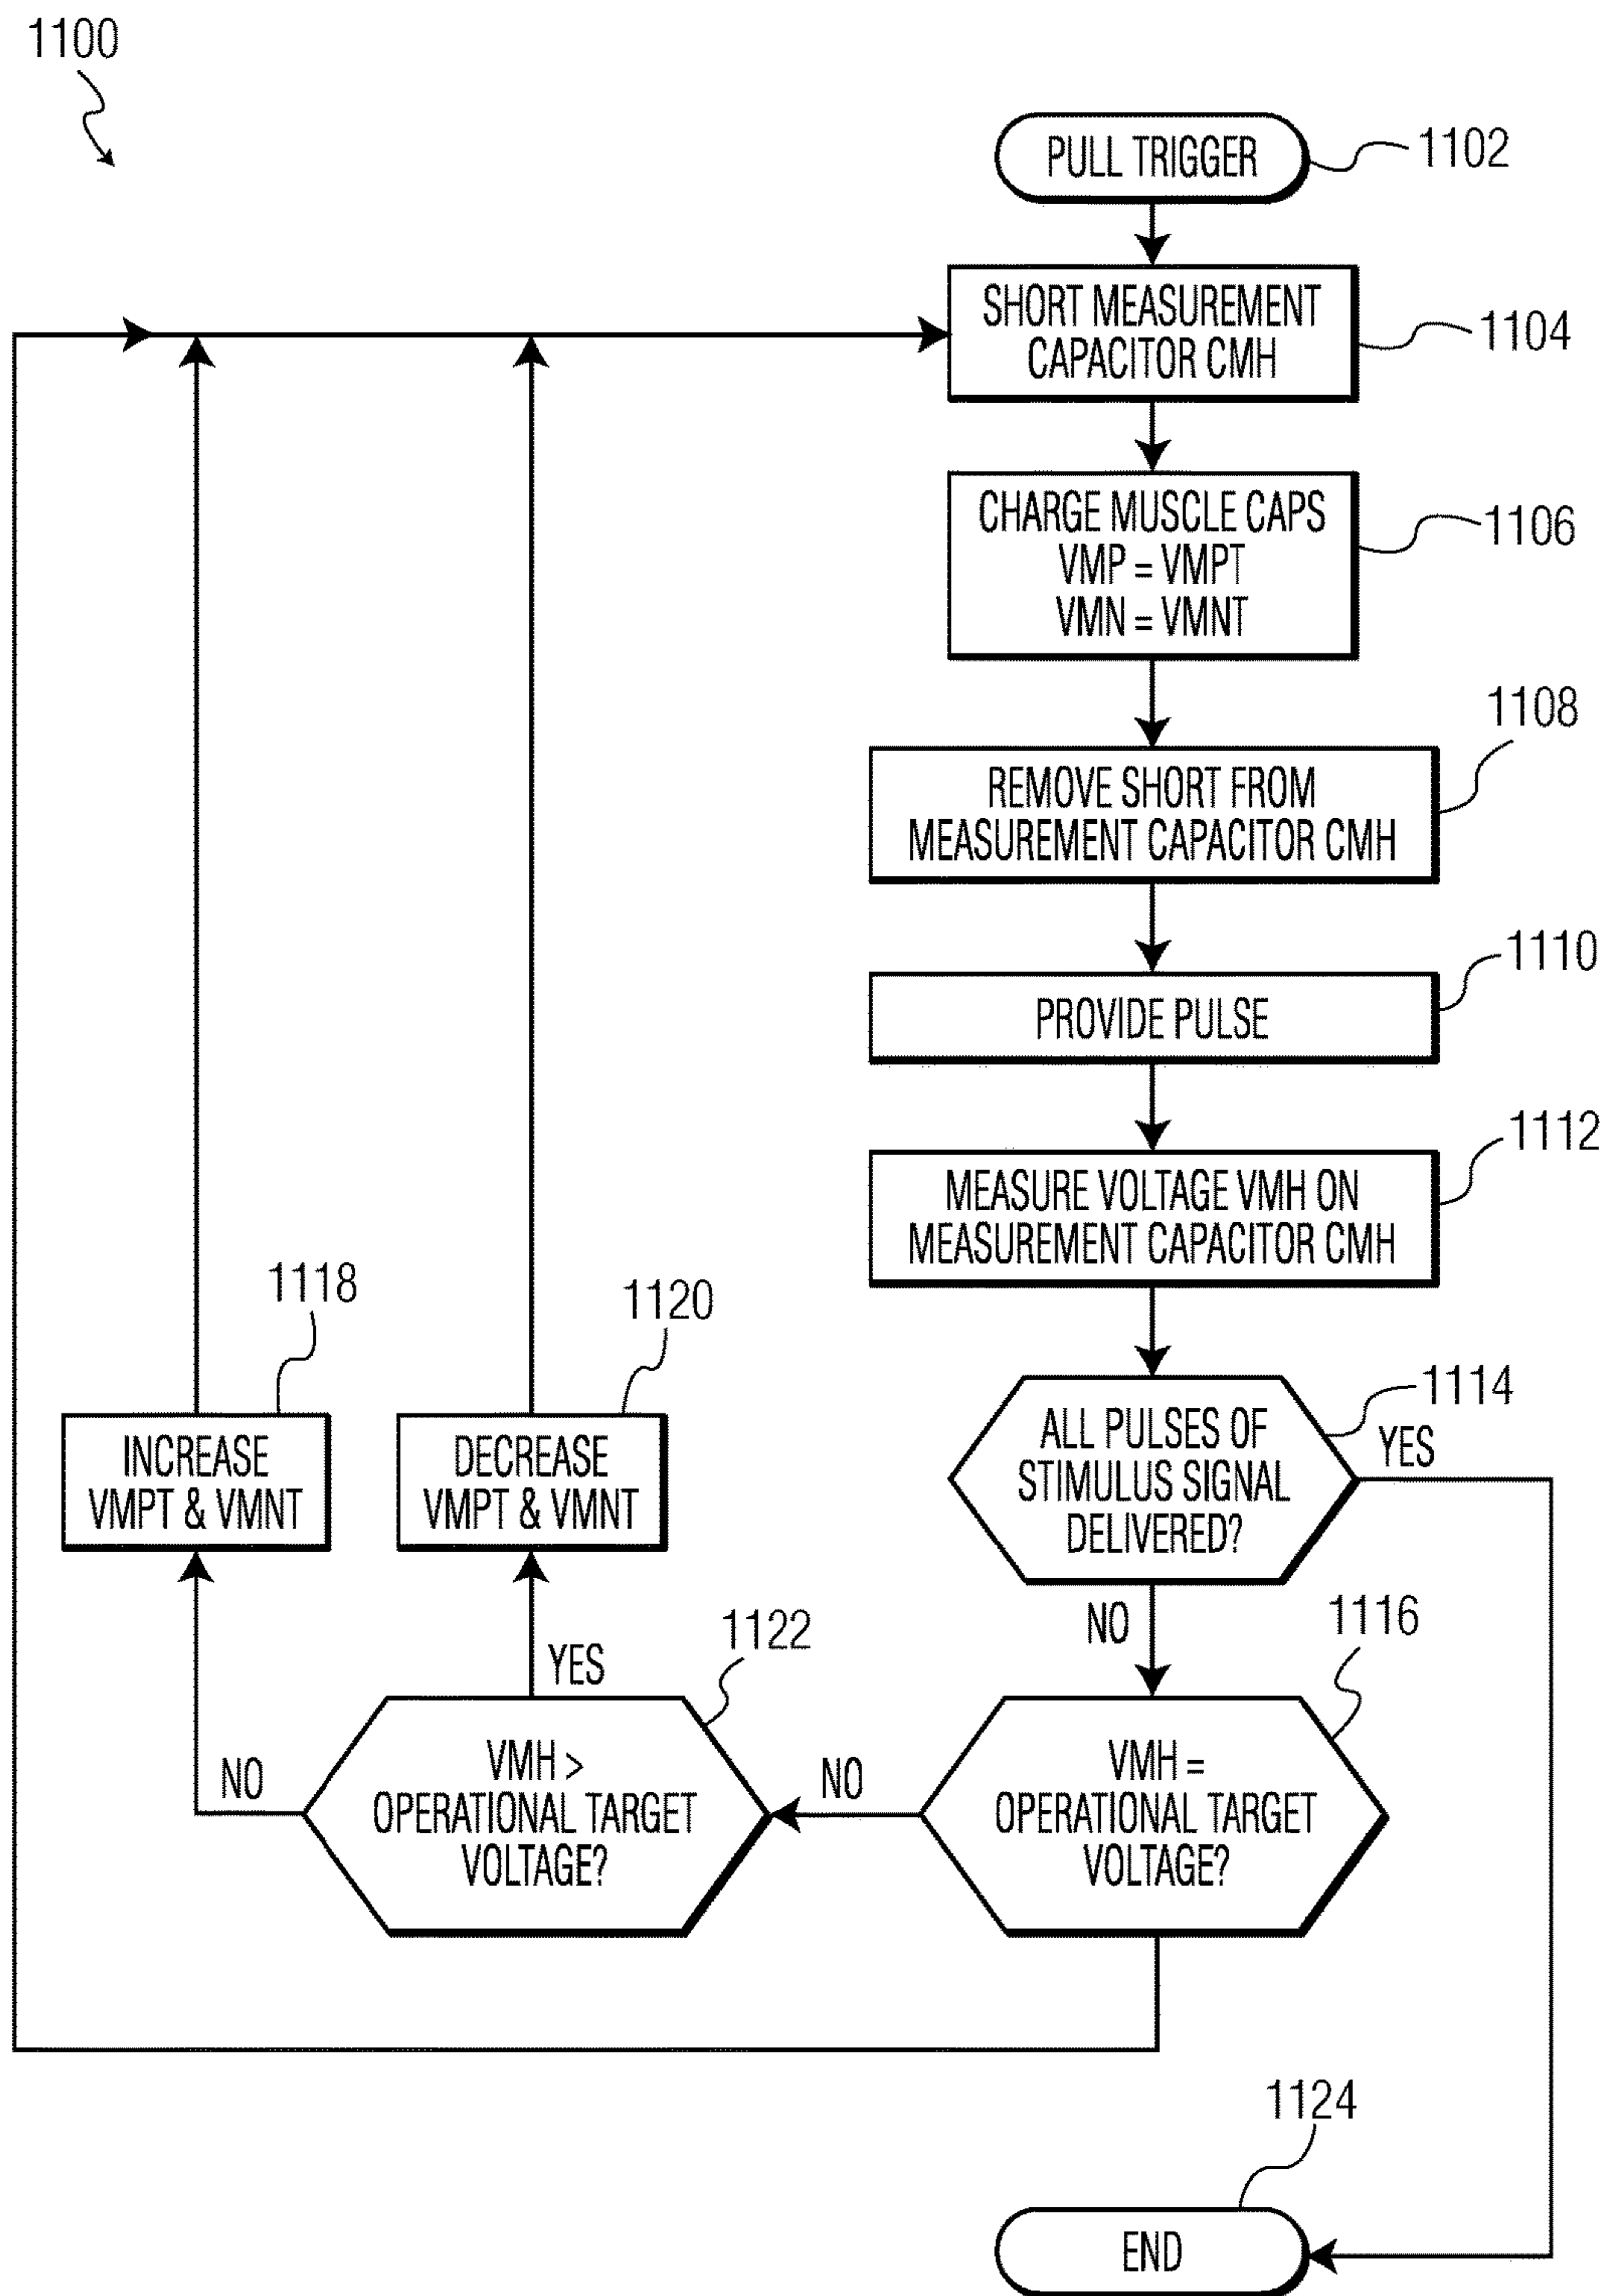 1100
PULL TRIGGER
1102
SHORT MEASUREMENT
CAPACITOR CMH
1104
CHARGE MUSCLE CAPS
VMP = VMPT
VMN = VMNT
1106
1108
REMOVE SHORT FROM
MEASUREMENT CAPACITOR CMH
1110
PROVIDE PULSE
1112
MEASURE VOLTAGE VMH ON
MEASUREMENT CAPACITOR CMH
1114
ALL PULSES OF
STIMULUS SIGNAL
DELIVERED?
YES
NO
1116
VMH =
OPERATIONAL TARGET
VOLTAGE?
NO
1122
VMH >
OPERATIONAL TARGET
VOLTAGE?
YES
NO
1118
INCREASE
VMPT & VMNT
1120
DECREASE
VMPT & VMNT
1124
END